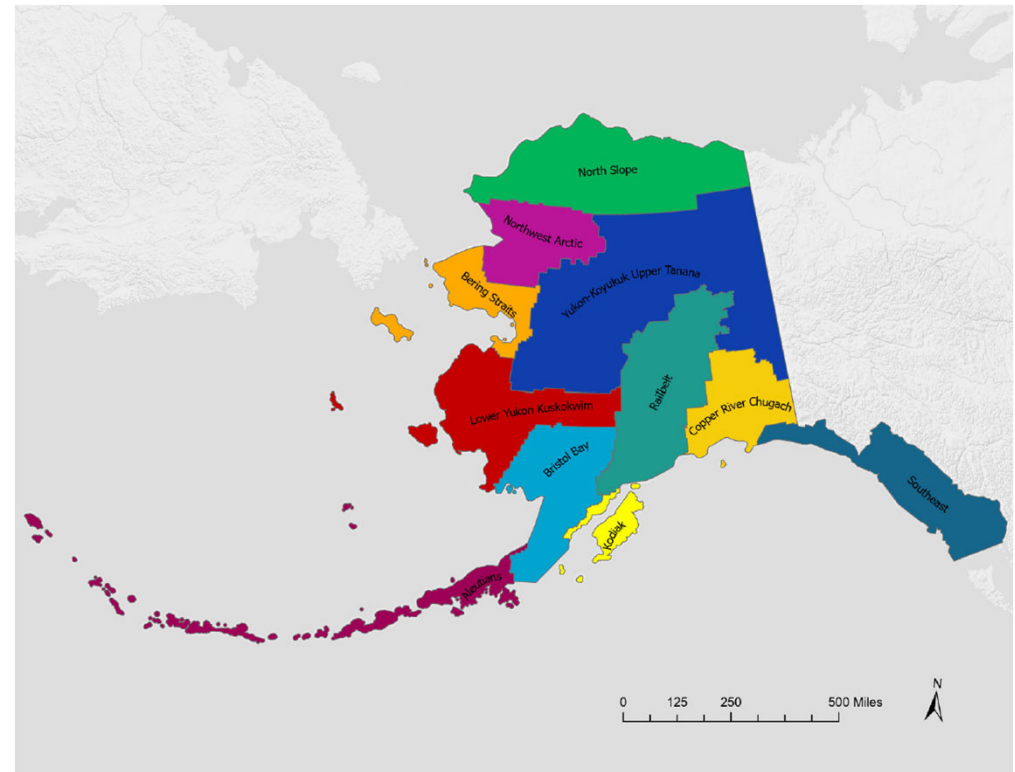 North Slope
Northwest Arctic
Yukon-Koyukuk Upper Tanana
Bering Straits
Railbelt
Lower Yukon Kuskokwim
Copper River Chugach
Bristol Bay
Southeast
Kodiak
Aleutians
N
0 125 250 500 Miles